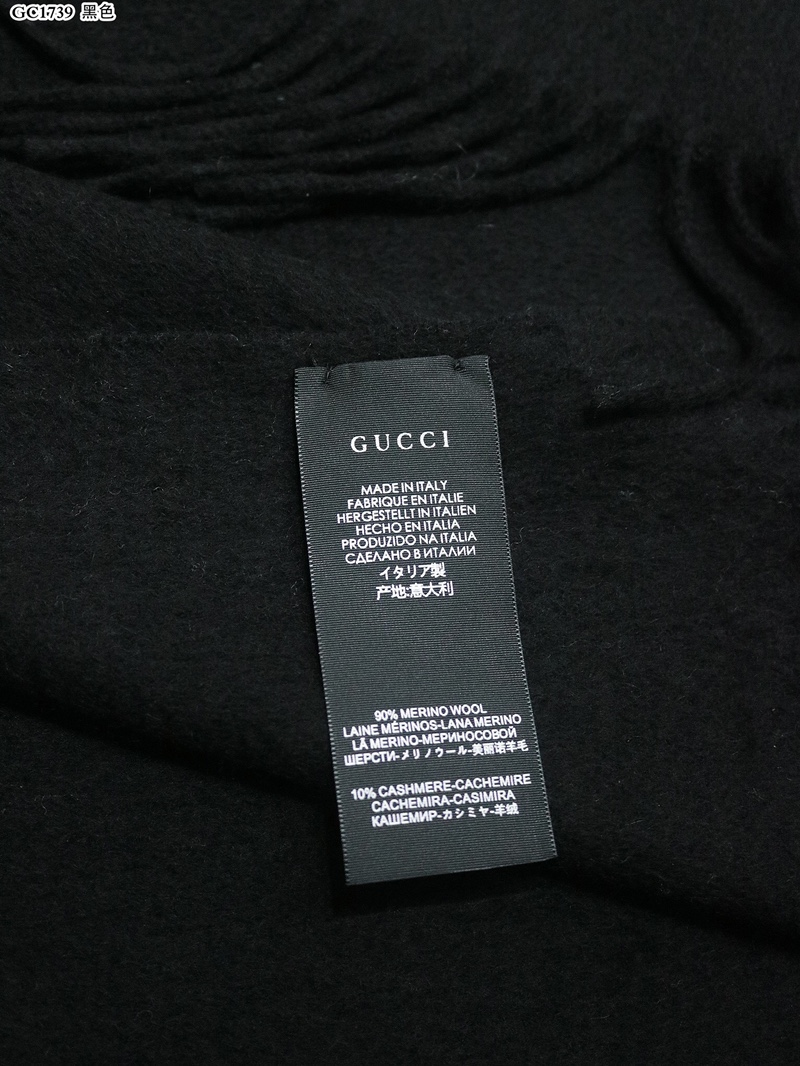 GC1739 黑色
GUCCI
MADE IN ITALY
FABRIQUE EN ITALIE
HERGESTELLT IN ITALIEN
HECHO EN ITALIA
PRODUZIDO NA ITALIA
СДЕЛАНО В ИТАЛИИ
イタリア製
产地:意大利
90% MERINO WOOL
LAINE MÉRINOS-LANA MERINO
LÃ MERINO-МЕРИНОСОВОЙ
ШЕРСТИ-メリノウール-美丽诺羊毛
10% CASHMERE-CACHEMIRE
CACHEMIRA-CASIMIRA
КАШЕМИР-カシミヤ-羊绒